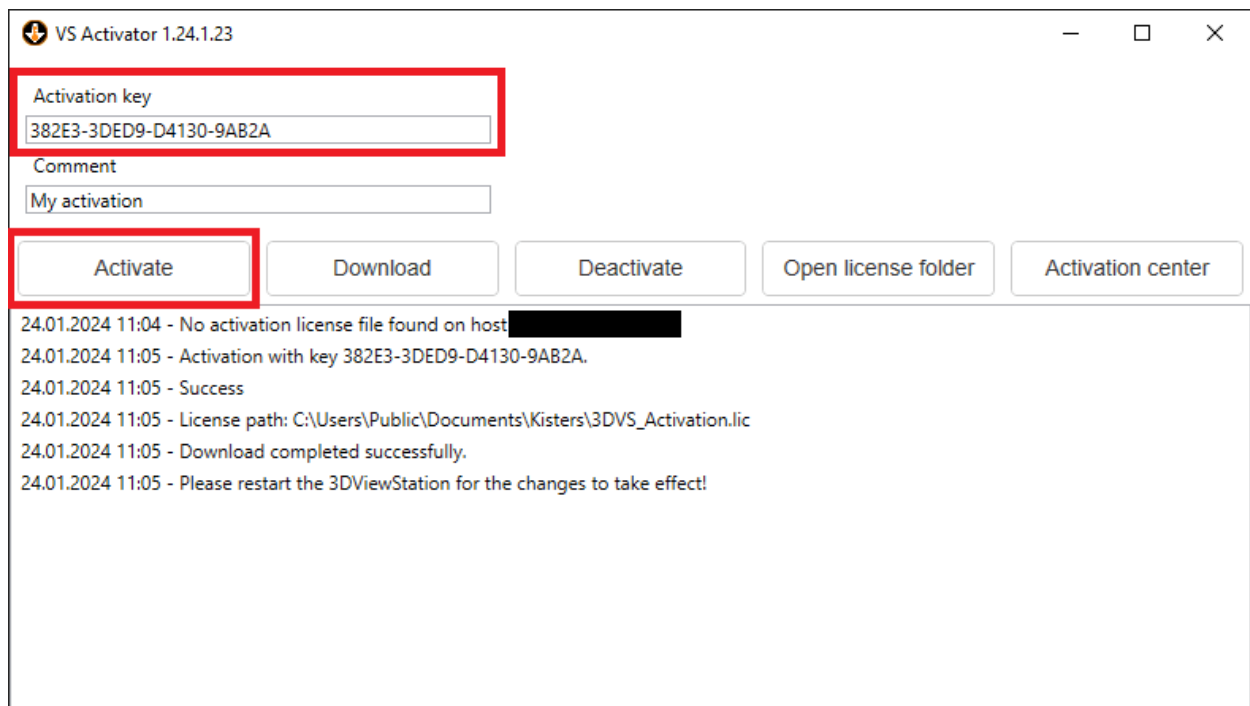 VS Activator 1.24.1.23
Activation key
382E3-3DED9-D4130-9AB2A
Comment
My activation
Activate Download Deactivate Open license folder Activation center
24.01.2024 11:04 - No activation license file found on host
24.01.2024 11:05 - Activation with key 382E3-3DED9-D4130-9AB2A.
24.01.2024 11:05 - Success
24.01.2024 11:05 - License path: C:\Users\Public\Documents\Kisters\3DVS_Activation.lic
24.01.2024 11:05 - Download completed successfully.
24.01.2024 11:05 - Please restart the 3DViewStation for the changes to take effect!